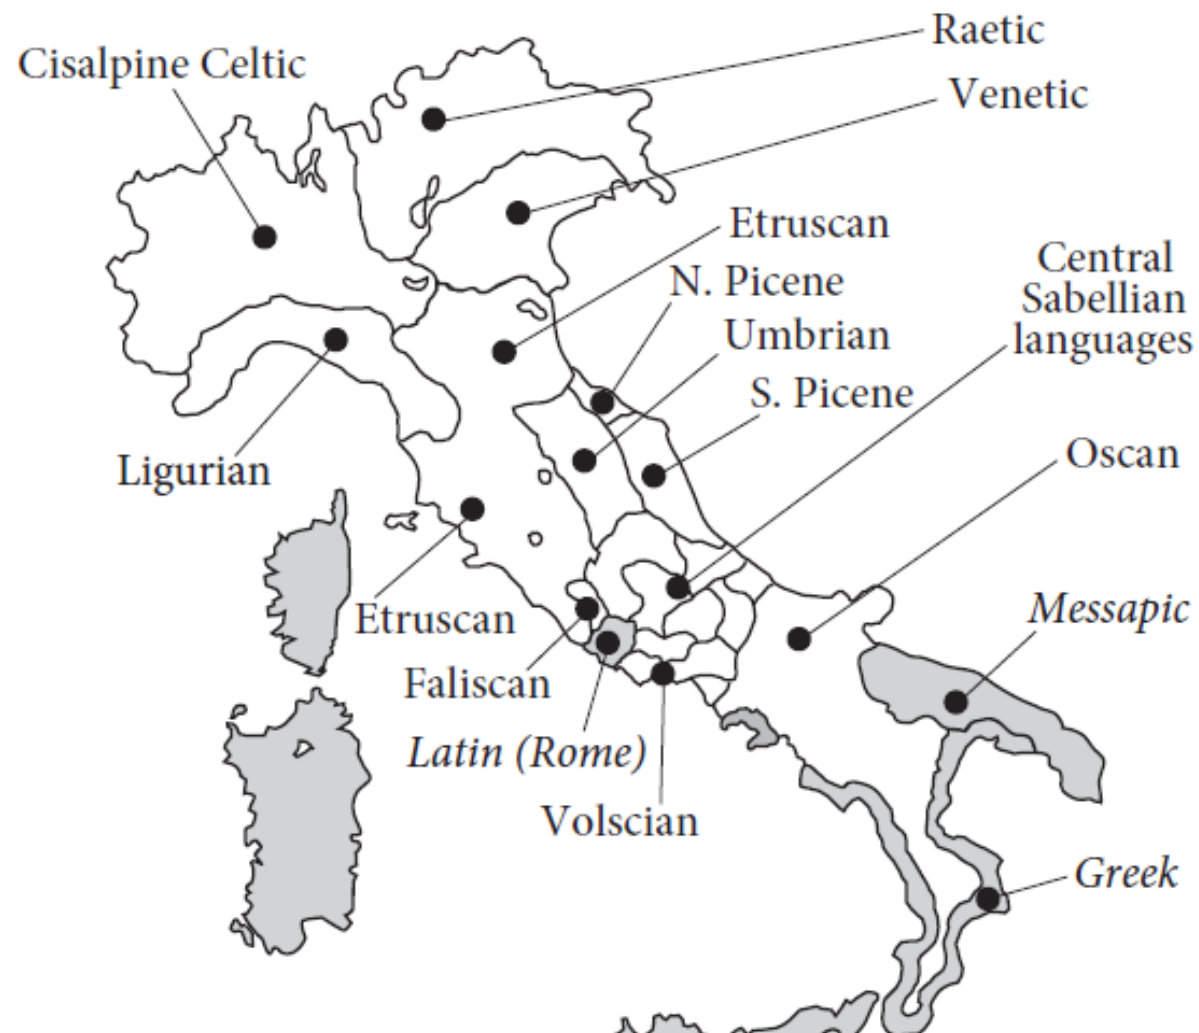 Raetic
Cisalpine Celtic
Venetic
Etruscan
Central
Sabellian
languages
N. Picene
Umbrian
S. Picene
Oscan
Ligurian
Etruscan
Messapic
Faliscan
Latin (Rome)
Volscian
Greek